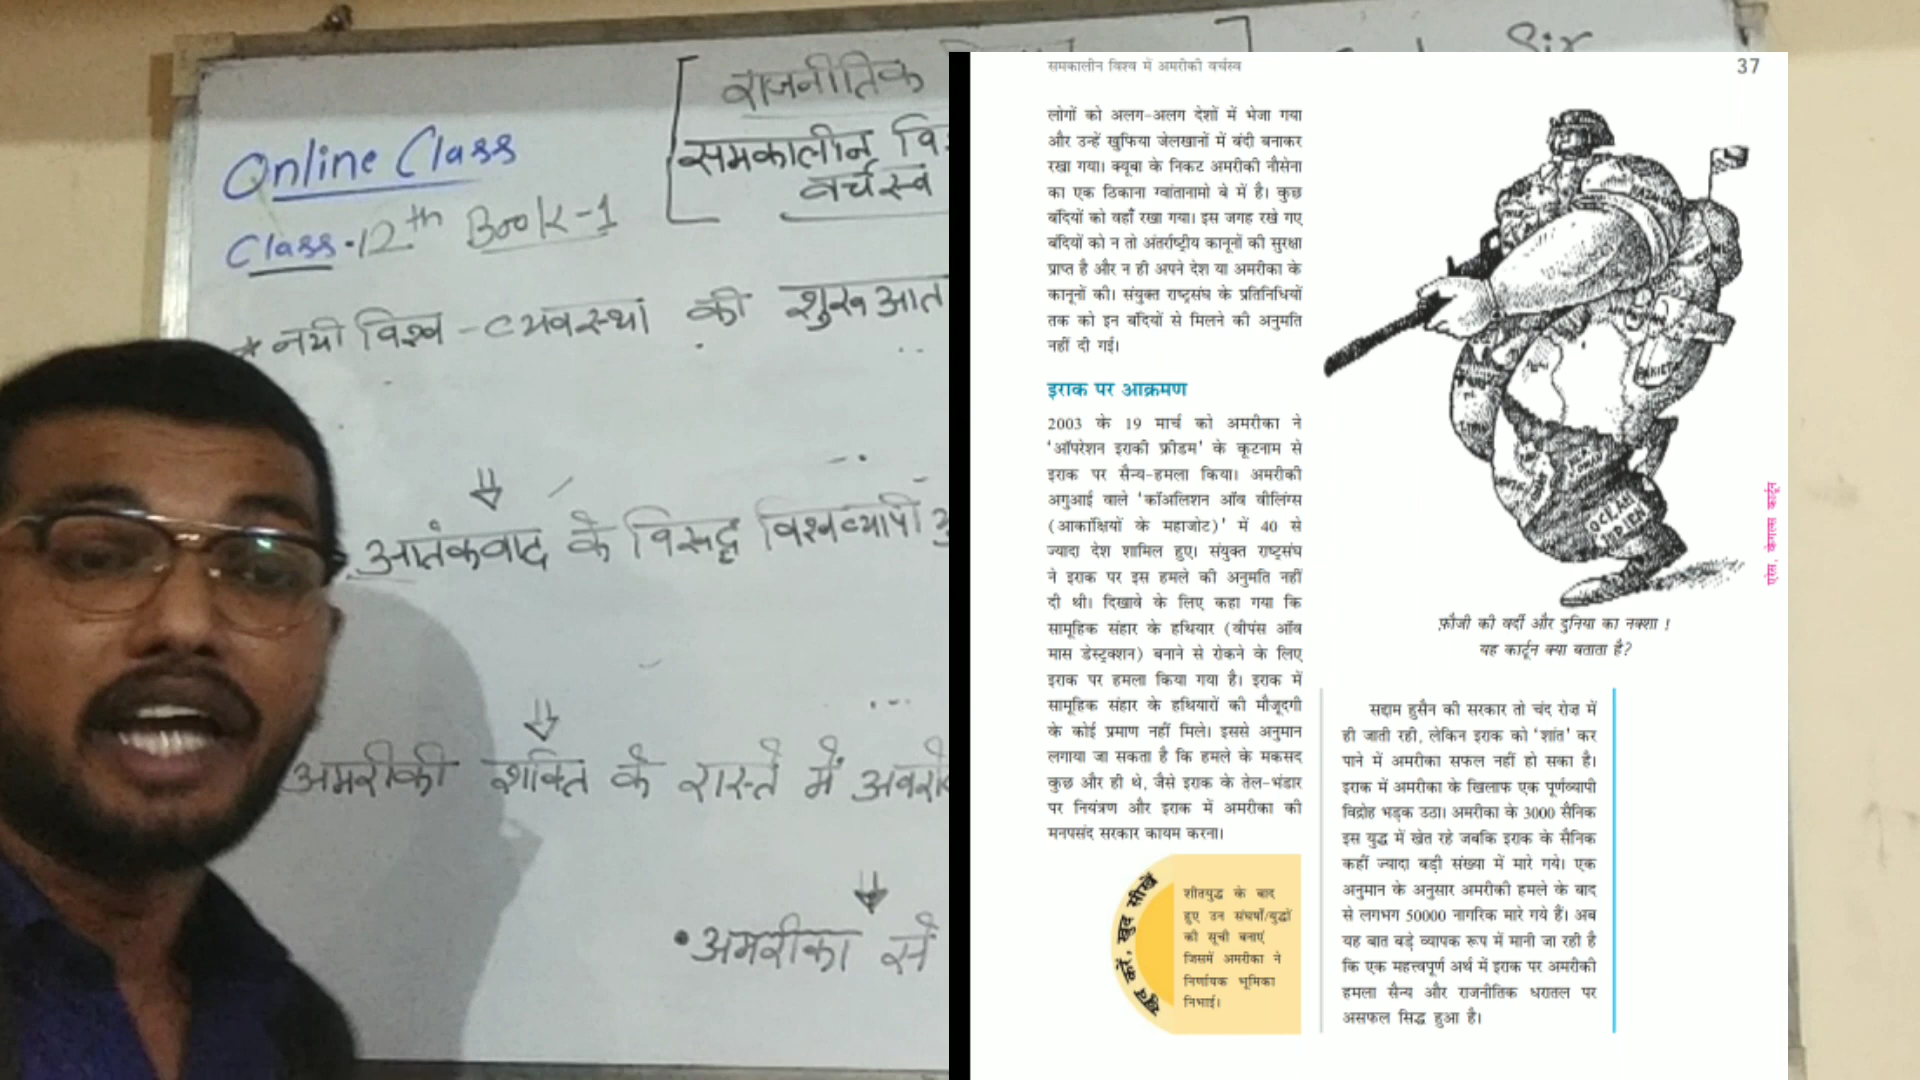 Sir
Online Class
Class-12th Book-1
राजनीतिक
समकालीन वि
वर्चस्व
* नयी विश्व - व्यवस्था की शुरूआत
आतंकवाद के विरूद्ध विश्वव्यापी
अमरीकी शक्ति के रास्ते में
• अमरीका से
समकालीन विश्व में अमरीकी वर्चस्व
37
लोगों को अलग-अलग देशों में भेजा गया
और उन्हें खुफिया जेलखानों में बंदी बनाकर
रखा गया। क्यूबा के निकट अमरीकी नौसेना
का एक ठिकाना ग्वांतानामो बे में है। कुछ
बंदियों को वहाँ रखा गया। इस जगह रखे गए
बंदियों को न तो अंतर्राष्ट्रीय कानूनों की सुरक्षा
प्राप्त है और न ही अपने देश या अमरीका के
कानूनों की। संयुक्त राष्ट्रसंघ के प्रतिनिधियों
तक को इन बंदियों से मिलने की अनुमति
नहीं दी गई।
इराक पर आक्रमण
2003 के 19 मार्च को अमरीका ने
'ऑपरेशन इराकी फ्रीडम' के कूटनाम से
इराक पर सैन्य-हमला किया। अमरीकी
अगुआई वाले 'कॉअलिशन ऑव वीलिंग्स
(आकांक्षियों के महाजोट)' में 40 से
ज्यादा देश शामिल हुए। संयुक्त राष्ट्रसंघ
ने इराक पर इस हमले की अनुमति नहीं
दी थी। दिखावे के लिए कहा गया कि
सामूहिक संहार के हथियार (वीपंस ऑव
मास डेस्ट्रक्शन) बनाने से रोकने के लिए
इराक पर हमला किया गया है। इराक में
सामूहिक संहार के हथियारों की मौजूदगी
के कोई प्रमाण नहीं मिले। इससे अनुमान
लगाया जा सकता है कि हमले के मकसद
कुछ और ही थे, जैसे इराक के तेल-भंडार
पर नियंत्रण और इराक में अमरीका की
मनपसंद सरकार कायम करना।
खुद करें, खुद सीखें
शीतयुद्ध के बाद
हुए उन संघर्षों/युद्धों
की सूची बनाएं
जिसमें अमरीका ने
निर्णायक भूमिका
निभाई।
PAKIST
OCEAN
एरेस, केगल्स कार्टून
फ़ौजी की वर्दी और दुनिया का नक्शा !
यह कार्टून क्या बताता है?
सद्दाम हुसैन की सरकार तो चंद रोज़ में
ही जाती रही, लेकिन इराक को 'शांत' कर
पाने में अमरीका सफल नहीं हो सका है।
इराक में अमरीका के खिलाफ एक पूर्णव्यापी
विद्रोह भड़क उठा। अमरीका के 3000 सैनिक
इस युद्ध में खेत रहे जबकि इराक के सैनिक
कहीं ज्यादा बड़ी संख्या में मारे गये। एक
अनुमान के अनुसार अमरीकी हमले के बाद
से लगभग 50000 नागरिक मारे गये हैं। अब
यह बात बड़े व्यापक रूप में मानी जा रही है
कि एक महत्त्वपूर्ण अर्थ में इराक पर अमरीकी
हमला सैन्य और राजनीतिक धरातल पर
असफल सिद्ध हुआ है।